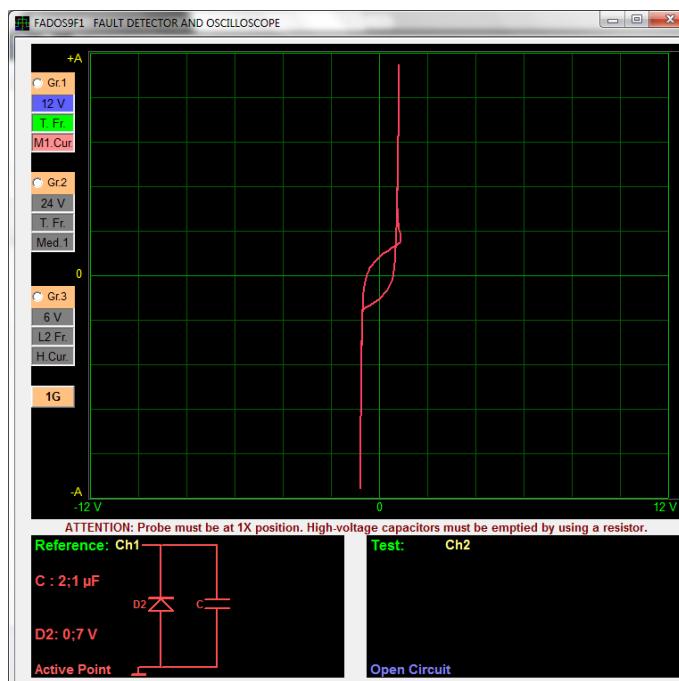 FADOS9F1 FAULT DETECTOR AND OSCILLOSCOPE
+A
Gr.1
12 V
T. Fr.
M1.Cur
Gr.2
24 V
T. Fr.
Med.1
0
Gr.3
6 V
L2 Fr.
H.Cur.
1G
-A
-12 V 0 12 V
ATTENTION: Probe must be at 1X position. High-voltage capacitors must be emptied by using a resistor.
Reference: Ch1
C : 2;1 µF
D2 C
D2: 0;7 V
Active Point
Test: Ch2
Open Circuit